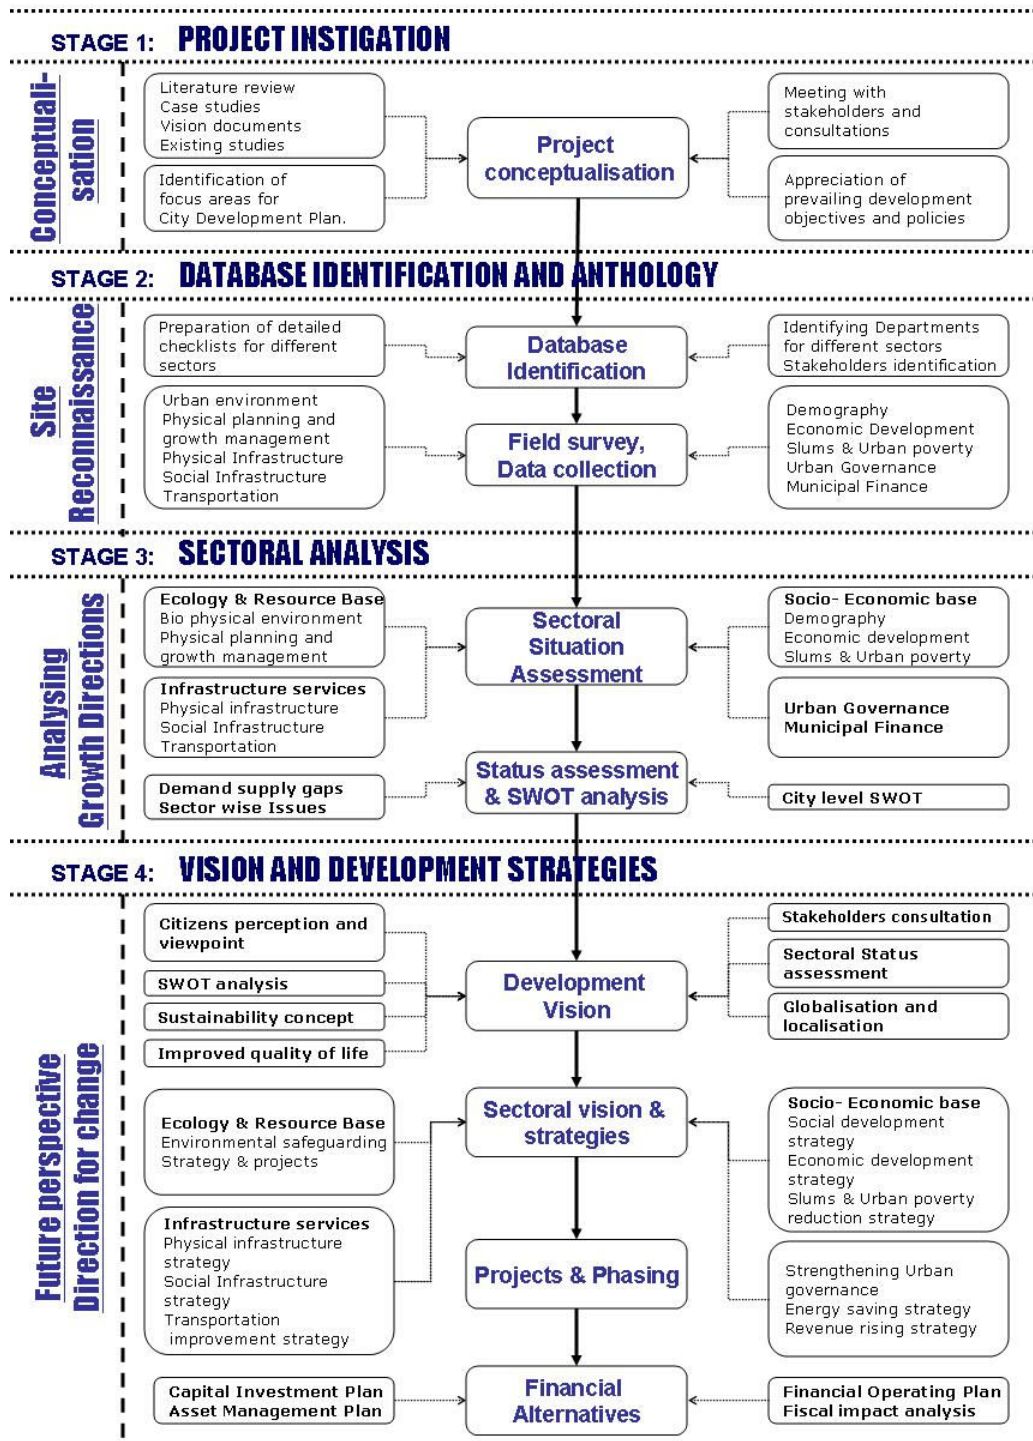 STAGE 1: PROJECT INSTIGATION
Conceptuali-
sation
Literature review
Case studies
Vision documents
Existing studies
Identification of
focus areas for
City Development Plan.
Project
conceptualisation
Meeting with
stakeholders and
consultations
Appreciation of
prevailing development
objectives and policies
STAGE 2: DATABASE IDENTIFICATION AND ANTHOLOGY
Site
Reconnaissance
Preparation of detailed
checklists for different
sectors
Database
Identification
Identifying Departments
for different sectors
Stakeholders identification
Urban environment
Physical planning and
growth management
Physical Infrastructure
Social Infrastructure
Transportation
Field survey,
Data collection
Demography
Economic Development
Slums & Urban poverty
Urban Governance
Municipal Finance
STAGE 3: SECTORAL ANALYSIS
Analysing
Growth Directions
Ecology & Resource Base
Bio physical environment
Physical planning and
growth management
Infrastructure services
Physical infrastructure
Social Infrastructure
Transportation
Sectoral
Situation
Assessment
Socio- Economic base
Demography
Economic development
Slums & Urban poverty
Urban Governance
Municipal Finance
Demand supply gaps
Sector wise Issues
Status assessment
& SWOT analysis
City level SWOT
STAGE 4: VISION AND DEVELOPMENT STRATEGIES
Future perspective
Direction for change
Citizens perception and
viewpoint
SWOT analysis
Sustainability concept
Improved quality of life
Development
Vision
Stakeholders consultation
Sectoral Status
assessment
Globalisation and
localisation
Ecology & Resource Base
Environmental safeguarding
Strategy & projects
Infrastructure services
Physical infrastructure
strategy
Social Infrastructure
strategy
Transportation
improvement strategy
Sectoral vision &
strategies
Socio- Economic base
Social development
strategy
Economic development
strategy
Slums & Urban poverty
reduction strategy
Strengthening Urban
governance
Energy saving strategy
Revenue rising strategy
Projects & Phasing
Capital Investment Plan
Asset Management Plan
Financial
Alternatives
Financial Operating Plan
Fiscal impact analysis